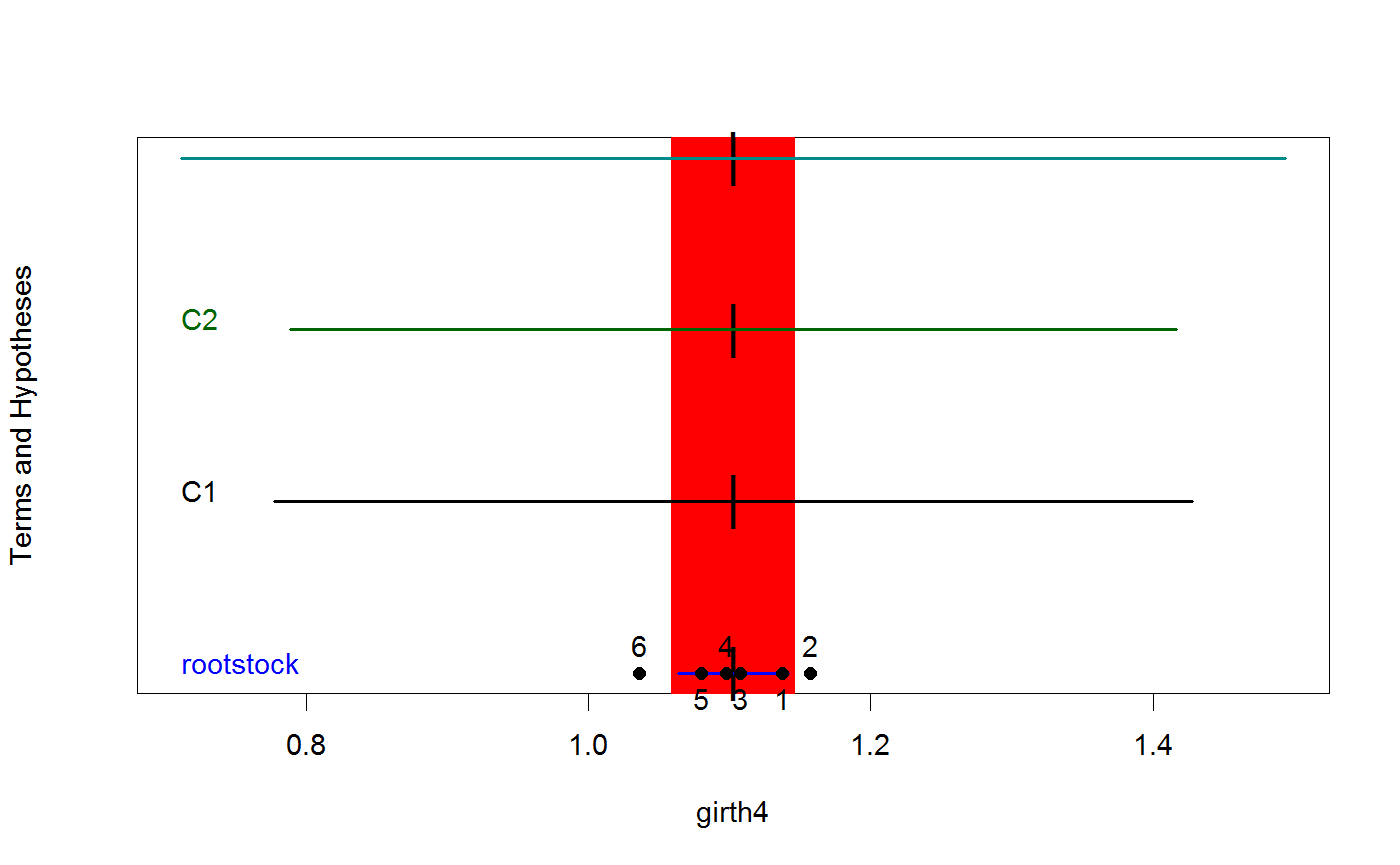 Terms and Hypotheses
C2
C1
rootstock
6 4 2
5 3 1
0.8 1.0 1.2 1.4
girth4